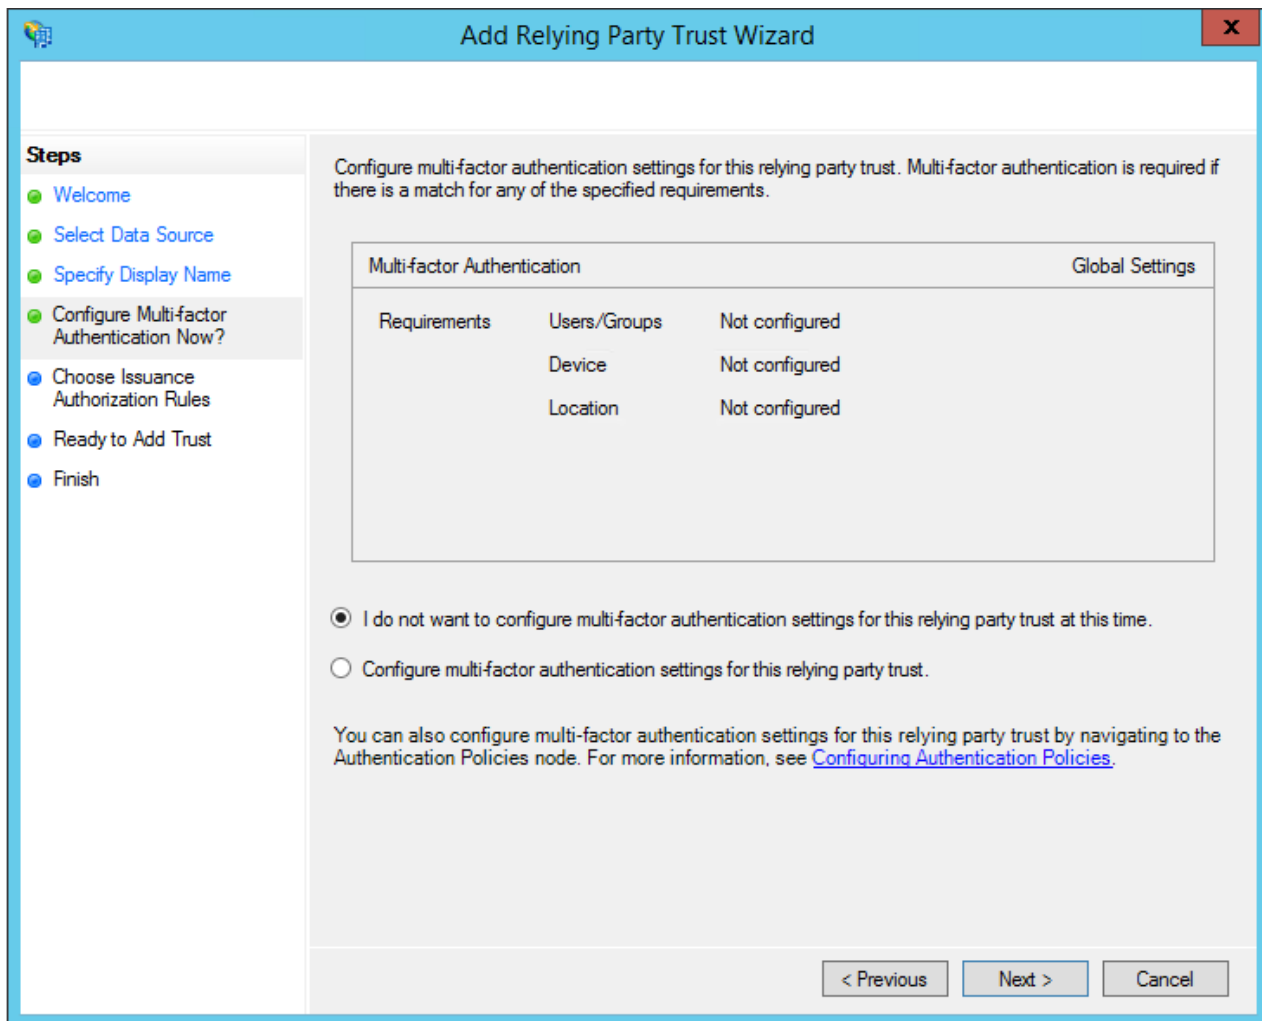 Add Relying Party Trust Wizard
X
Steps
Welcome
Select Data Source
Specify Display Name
Configure Multi-factor
Authentication Now?
Choose Issuance
Authorization Rules
Ready to Add Trust
Finish
Configure multi-factor authentication settings for this relying party trust. Multi-factor authentication is required if
there is a match for any of the specified requirements.
Multi-factor Authentication Global Settings
Requirements Users/Groups Not configured
Device Not configured
Location Not configured
I do not want to configure multi-factor authentication settings for this relying party trust at this time.
Configure multi-factor authentication settings for this relying party trust.
You can also configure multi-factor authentication settings for this relying party trust by navigating to the
Authentication Policies node. For more information, see Configuring Authentication Policies.
< Previous Next > Cancel